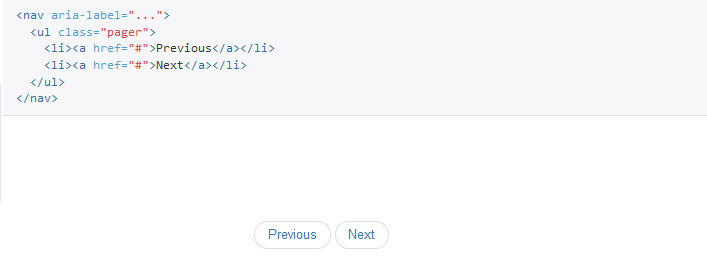 <nav aria-label="...">
  <ul class="pager">
    <li><a href="#">Previous</a></li>
    <li><a href="#">Next</a></li>
  </ul>
</nav>
Previous Next